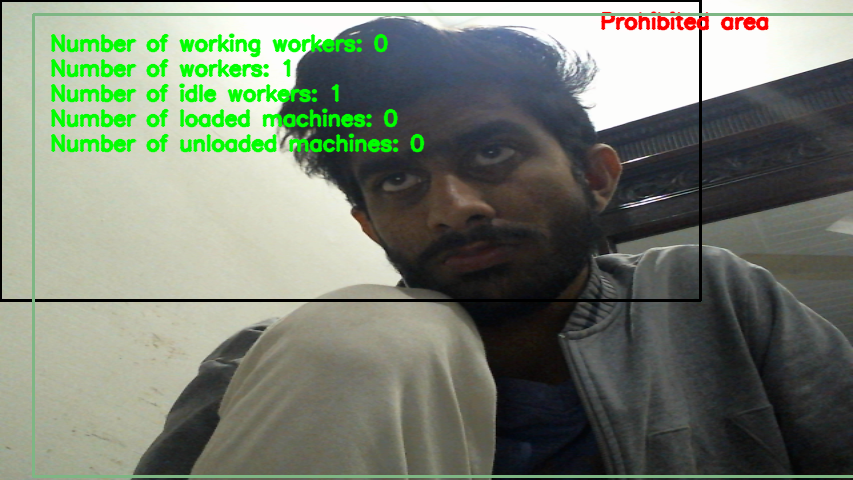 Prohibited area
Number of working workers: 0
Number of workers: 1
Number of idle workers: 1
Number of loaded machines: 0
Number of unloaded machines: 0